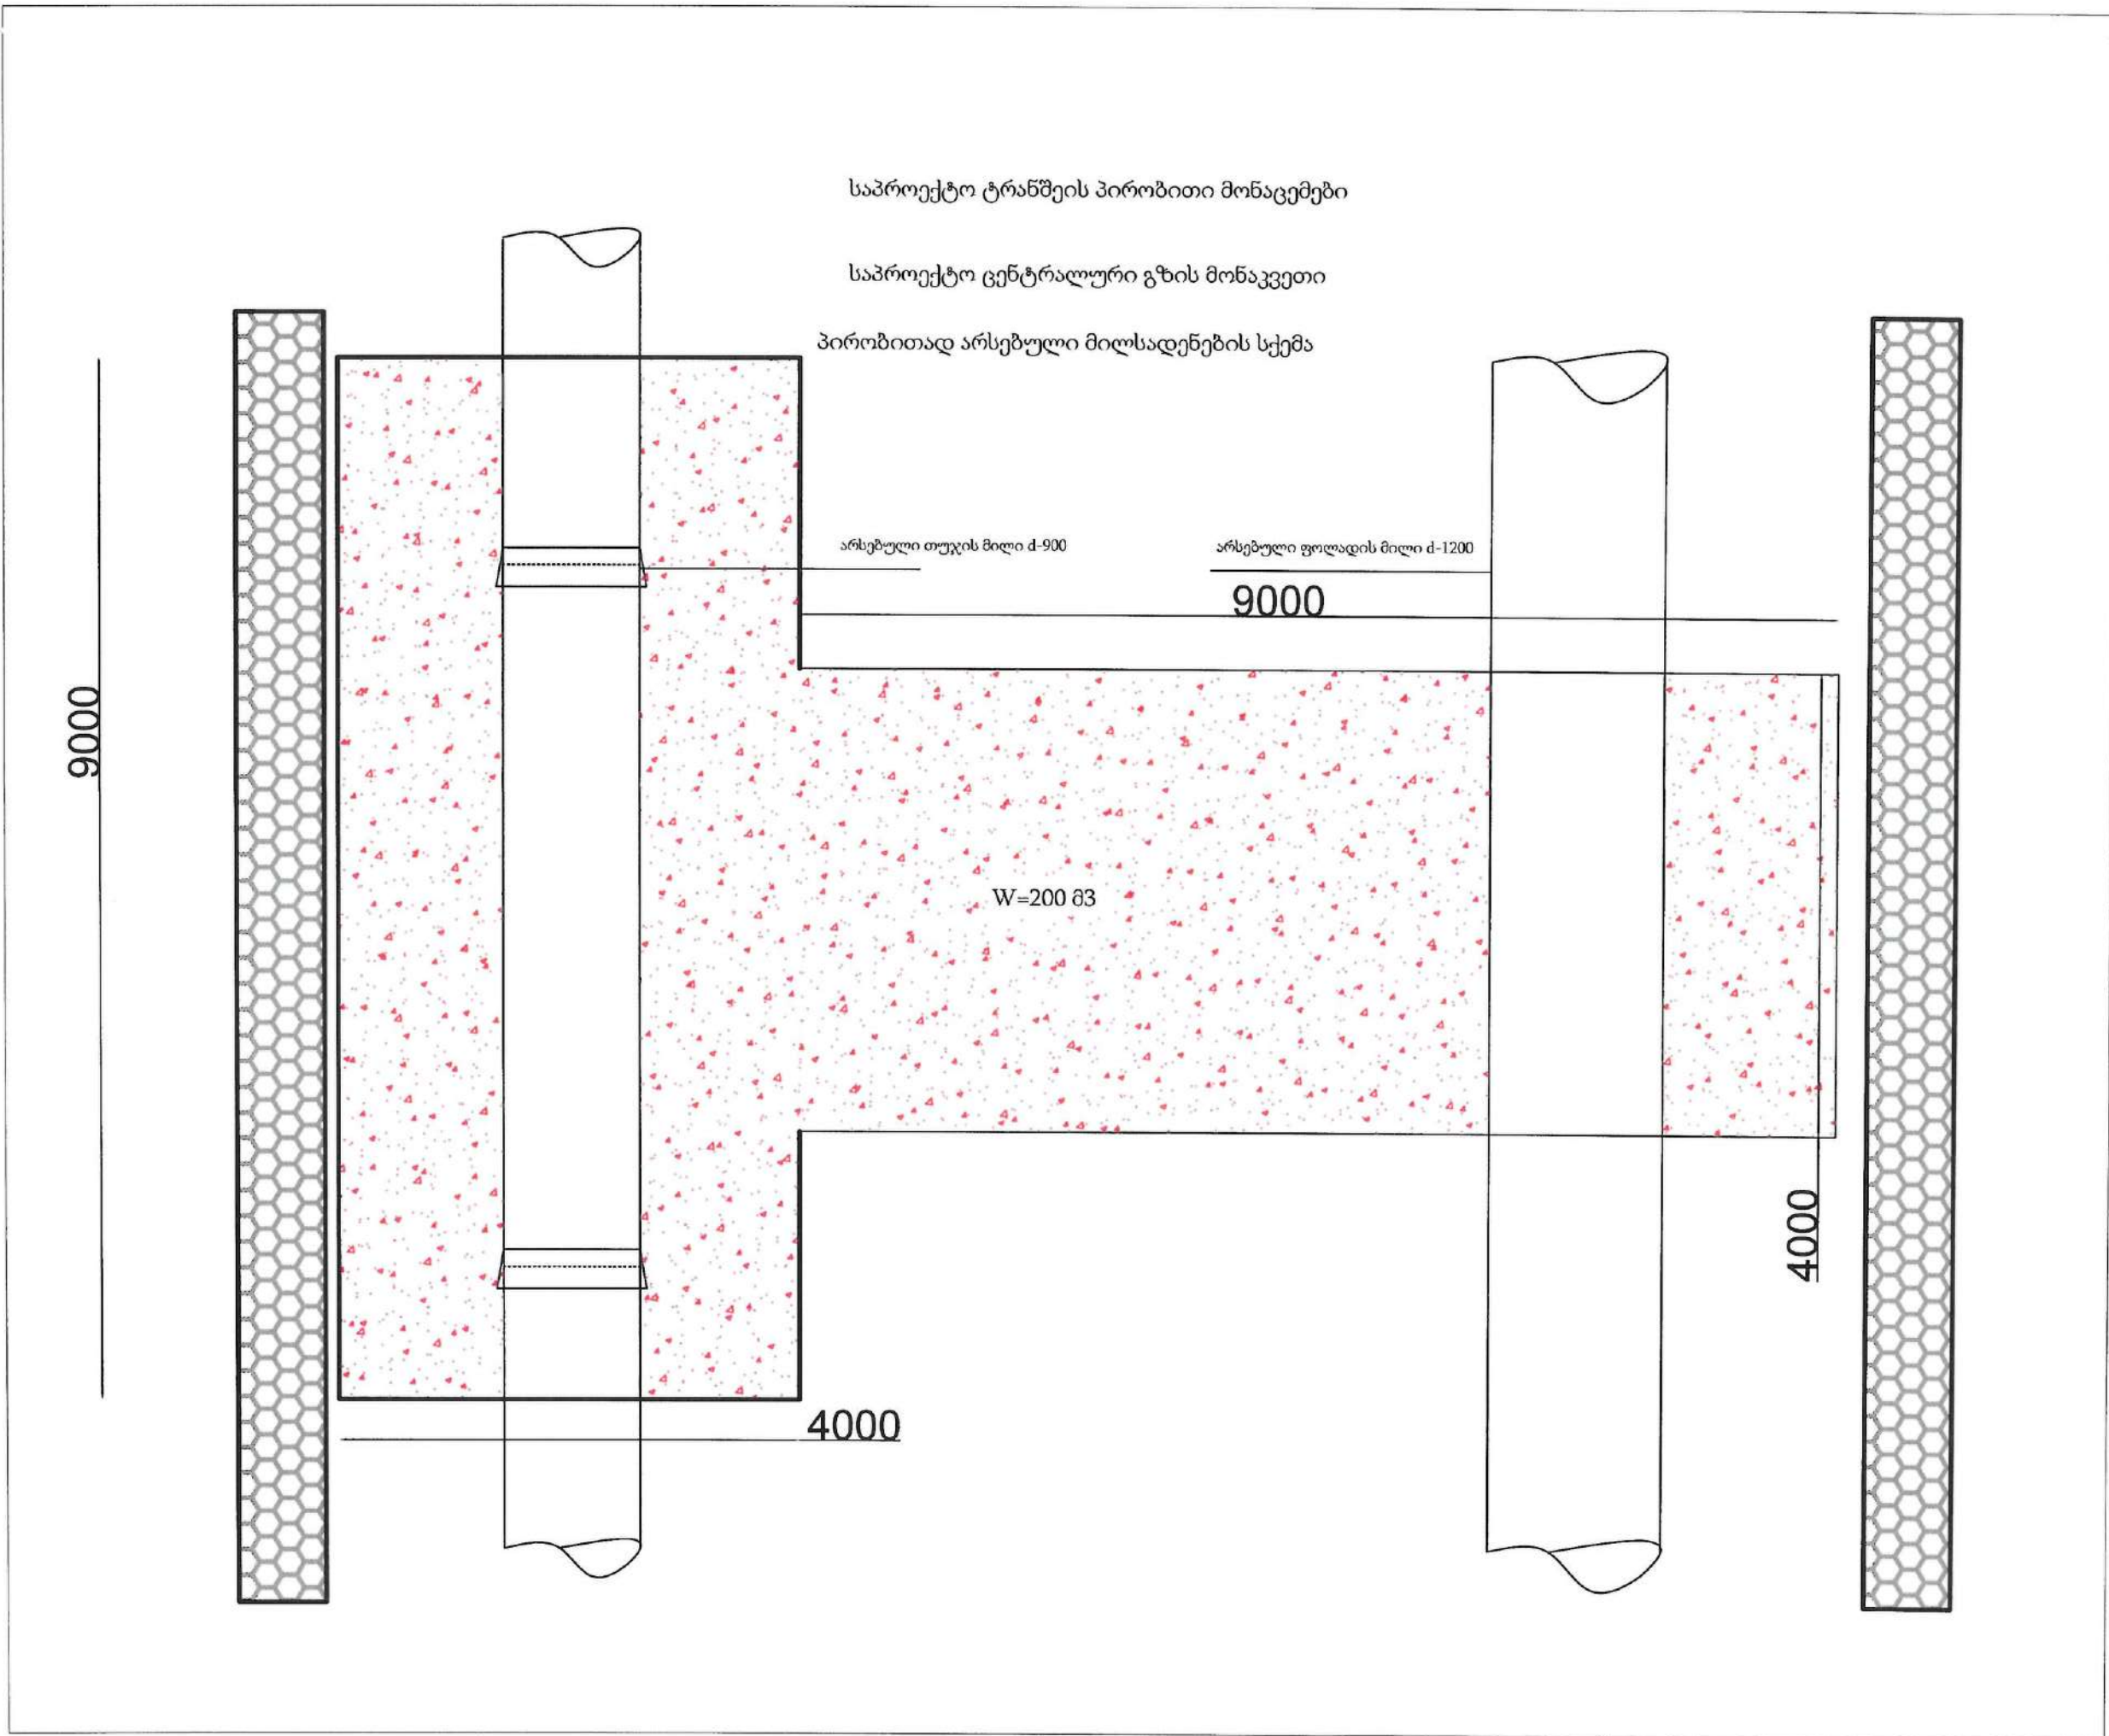 საპროექტო ტრანშეის პირობითი მონაცემები
საპროექტო ცენტრალური გზის მონაკვეთი
პირობითად არსებული მილსადენების სქემა
არსებული თუჯის მილი d-900
არსებული ფოლადის მილი d-1200
9000
9000
W=200 მ3
4000
4000